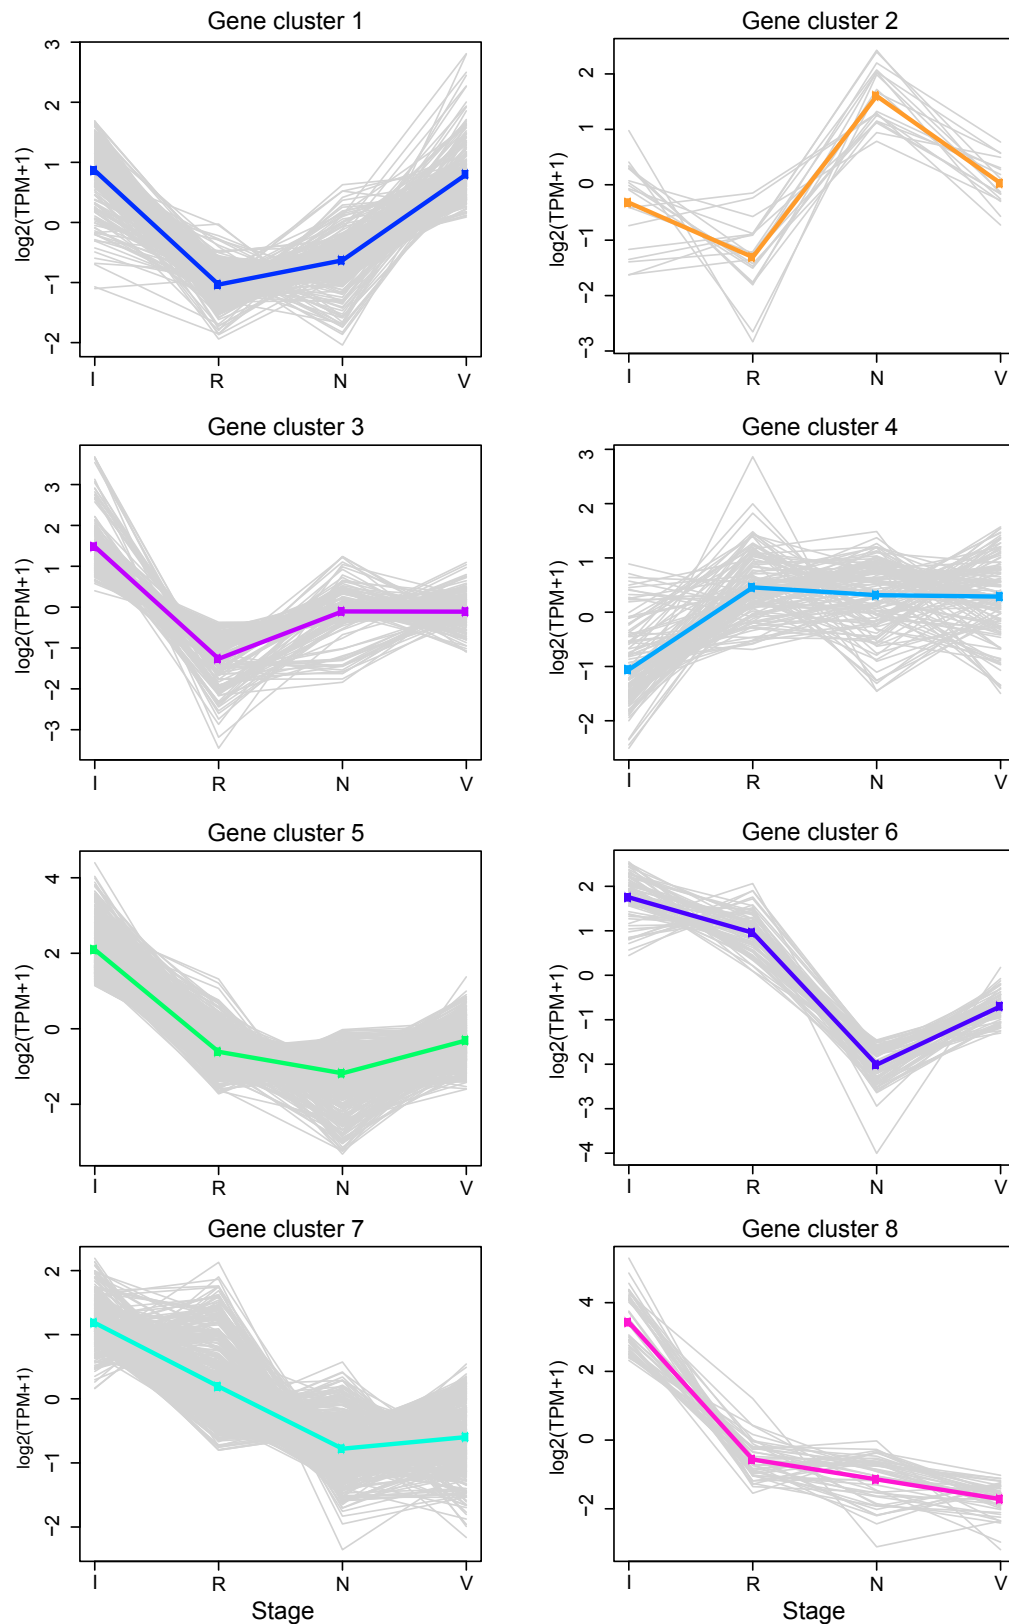 Gene cluster 1
log2(TPM+1)
3
2
1
0
−1
−2
I R N V
Gene cluster 2
log2(TPM+1)
2
1
0
−1
−2
−3
I R N V
Gene cluster 3
log2(TPM+1)
3
2
1
0
−1
−2
−3
I R N V
Gene cluster 4
log2(TPM+1)
3
2
1
0
−1
−2
I R N V
Gene cluster 5
log2(TPM+1)
4
2
0
−2
I R N V
Gene cluster 6
log2(TPM+1)
2
1
0
−1
−2
−3
−4
I R N V
Gene cluster 7
log2(TPM+1)
2
1
0
−1
−2
I R N V
Stage
Gene cluster 8
log2(TPM+1)
4
2
0
−2
I R N V
Stage